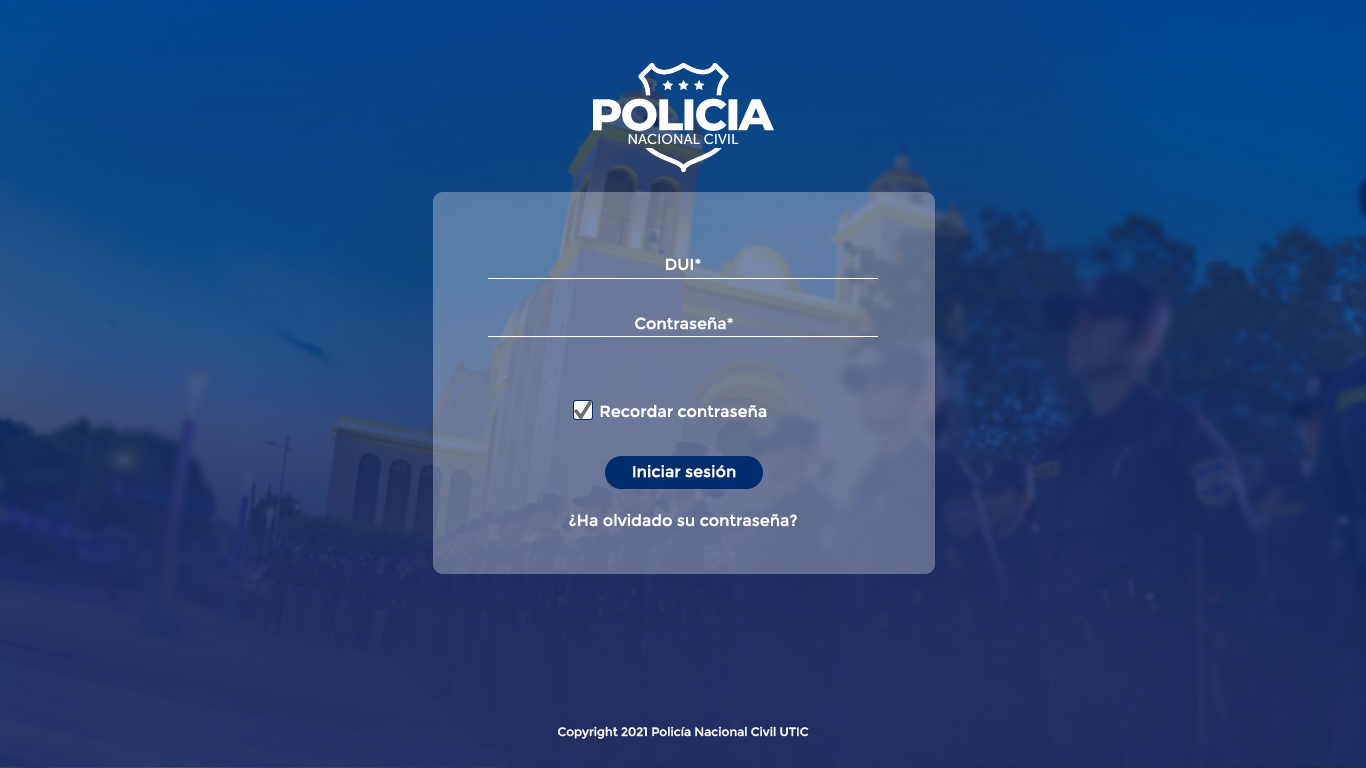 POLICIA
NACIONAL CIVIL
DUI*
Contraseña*
Recordar contraseña
Iniciar sesión
¿Ha olvidado su contraseña?
Copyright 2021 Policía Nacional Civil UTIC